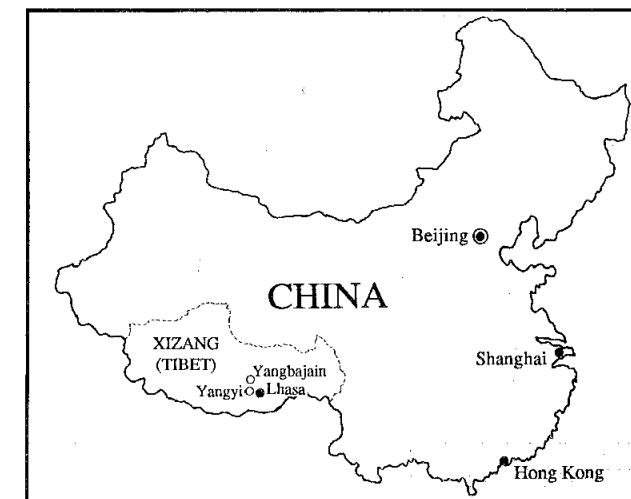 Beijing
CHINA
XIZANG
(TIBET)
Shanghai
Yangbajain
Yangyi
Lhasa
Hong Kong